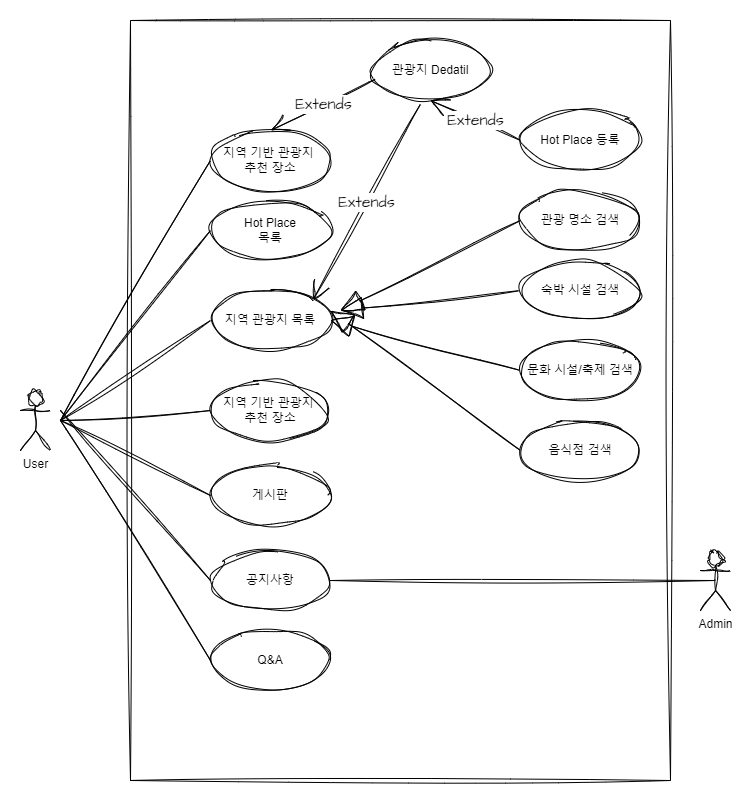 관광지 Dedatil
Extends
Extends
Hot Place 등록
지역 기반 관광지
추천 장소
Extends
Hot Place
목록
관광 명소 검색
숙박 시설 검색
지역 관광지 목록
문화 시설/축제 검색
지역 기반 관광지
추천 장소
음식점 검색
User
게시판
공지사항
Admin
Q&A